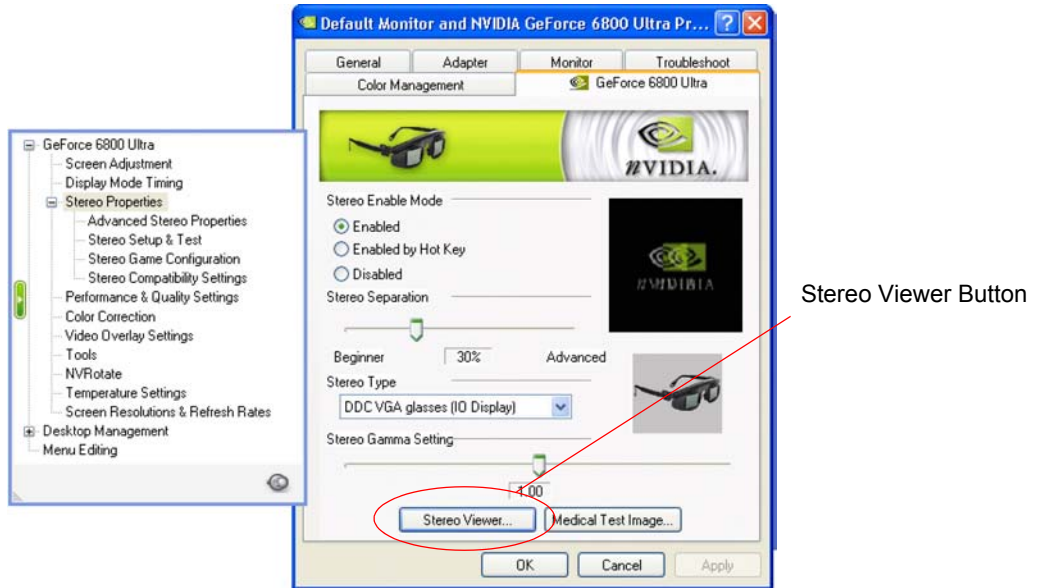 Default Monitor and NVIDIA GeForce 6800 Ultra Pr...
General Adapter Monitor Troubleshoot
Color Management GeForce 6800 Ultra
nVIDIA.
GeForce 6800 Ultra
Screen Adjustment
Display Mode Timing
Stereo Properties
Advanced Stereo Properties
Stereo Setup & Test
Stereo Game Configuration
Stereo Compatibility Settings
Performance & Quality Settings
Color Correction
Video Overlay Settings
Tools
NVRotate
Temperature Settings
Screen Resolutions & Refresh Rates
Desktop Management
Menu Editing
Stereo Enable Mode
Enabled
Enabled by Hot Key
Disabled
Stereo Separation
Beginner 30% Advanced
Stereo Type
DDC VGA glasses (IO Display)
Stereo Gamma Setting
1.00
Stereo Viewer... Medical Test Image...
OK Cancel Apply
Stereo Viewer Button